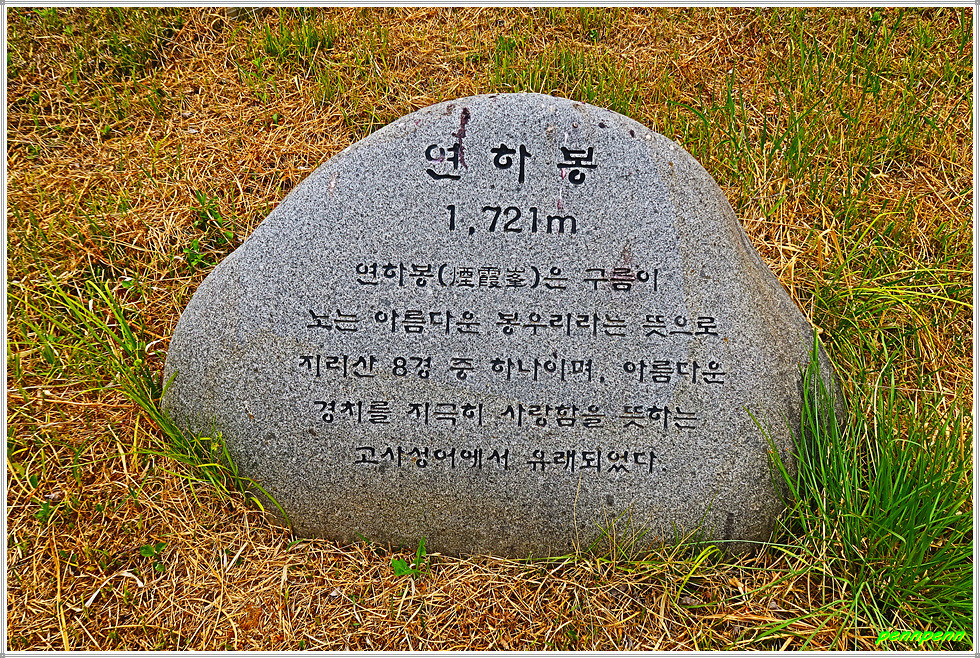 연하봉
1,721m
연하봉(煙霞峯)은 구름이
노는 아름다운 봉우리라는 뜻으로
지리산 8경 중 하나이며, 아름다운
경치를 지극히 사랑함을 뜻하는
고사성어에서 유래되었다.
pennpenn